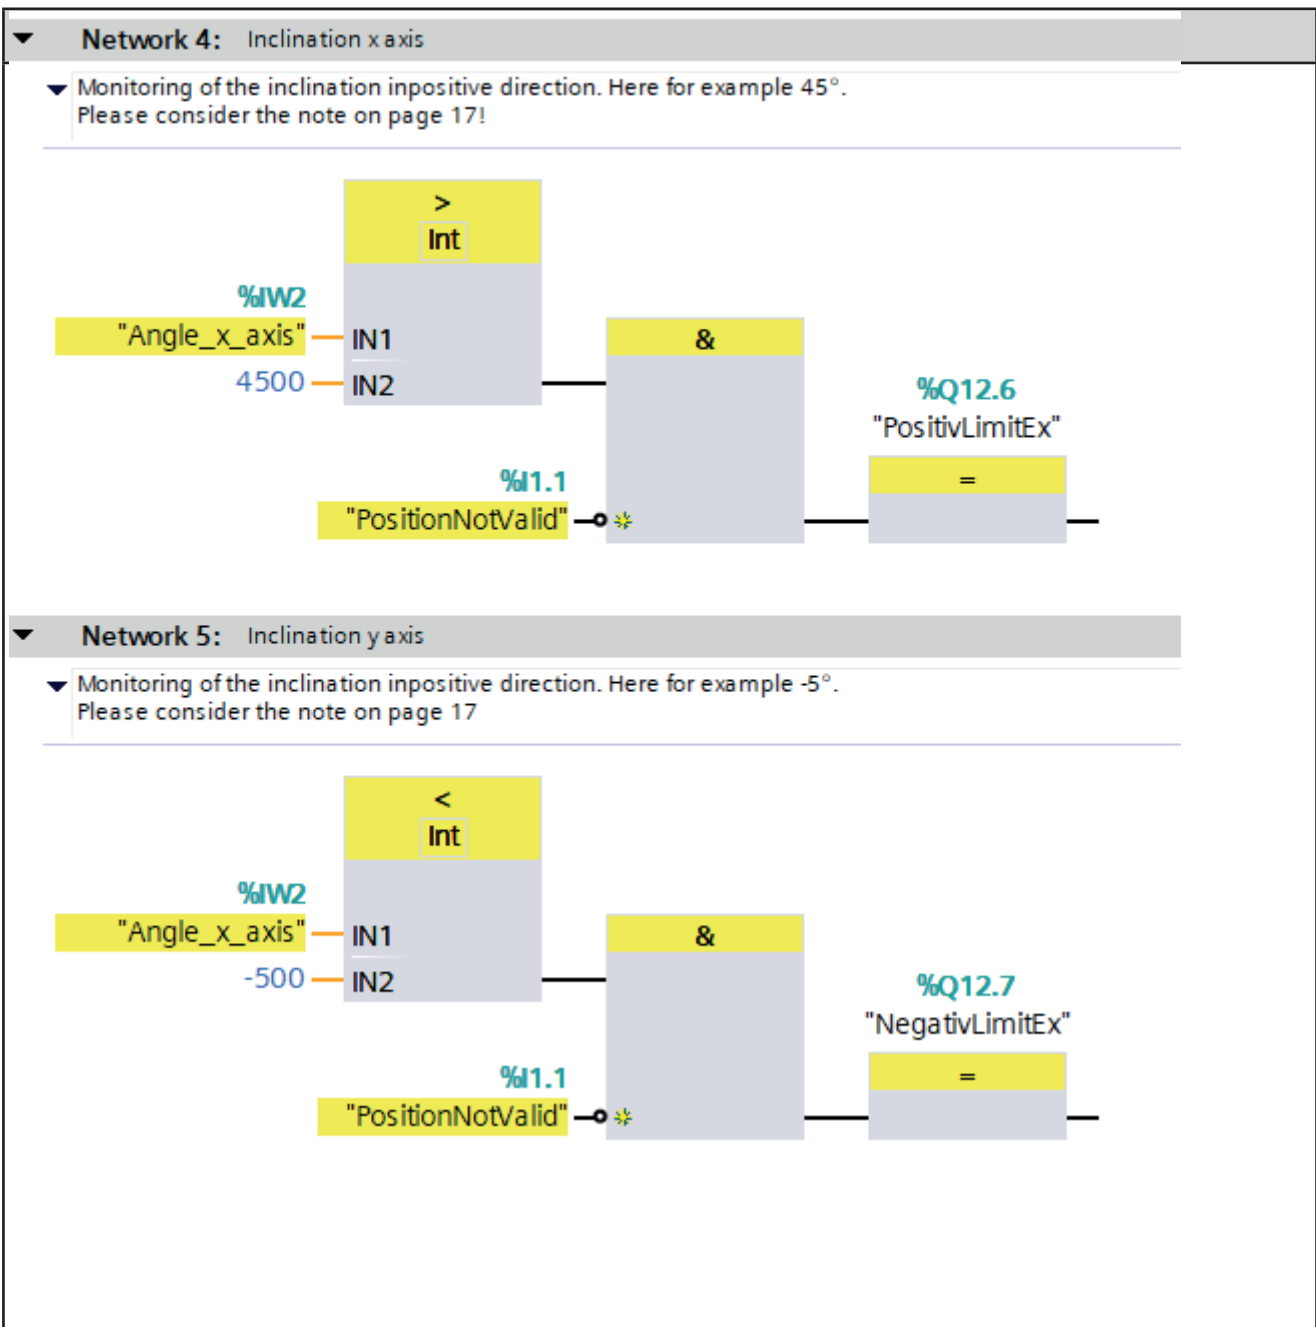 Network 4: Inclination x axis
Monitoring of the inclination inpositive direction. Here for example 45°.
Please consider the note on page 17!
>
Int
%IW2
"Angle_x_axis"
IN1
4500
IN2
&
%I1.1
"PositionNotValid"
%Q12.6
"PositivLimitEx"
=
Network 5: Inclination y axis
Monitoring of the inclination inpositive direction. Here for example -5°.
Please consider the note on page 17
<
Int
%IW2
"Angle_x_axis"
IN1
-500
IN2
&
%I1.1
"PositionNotValid"
%Q12.7
"NegativLimitEx"
=